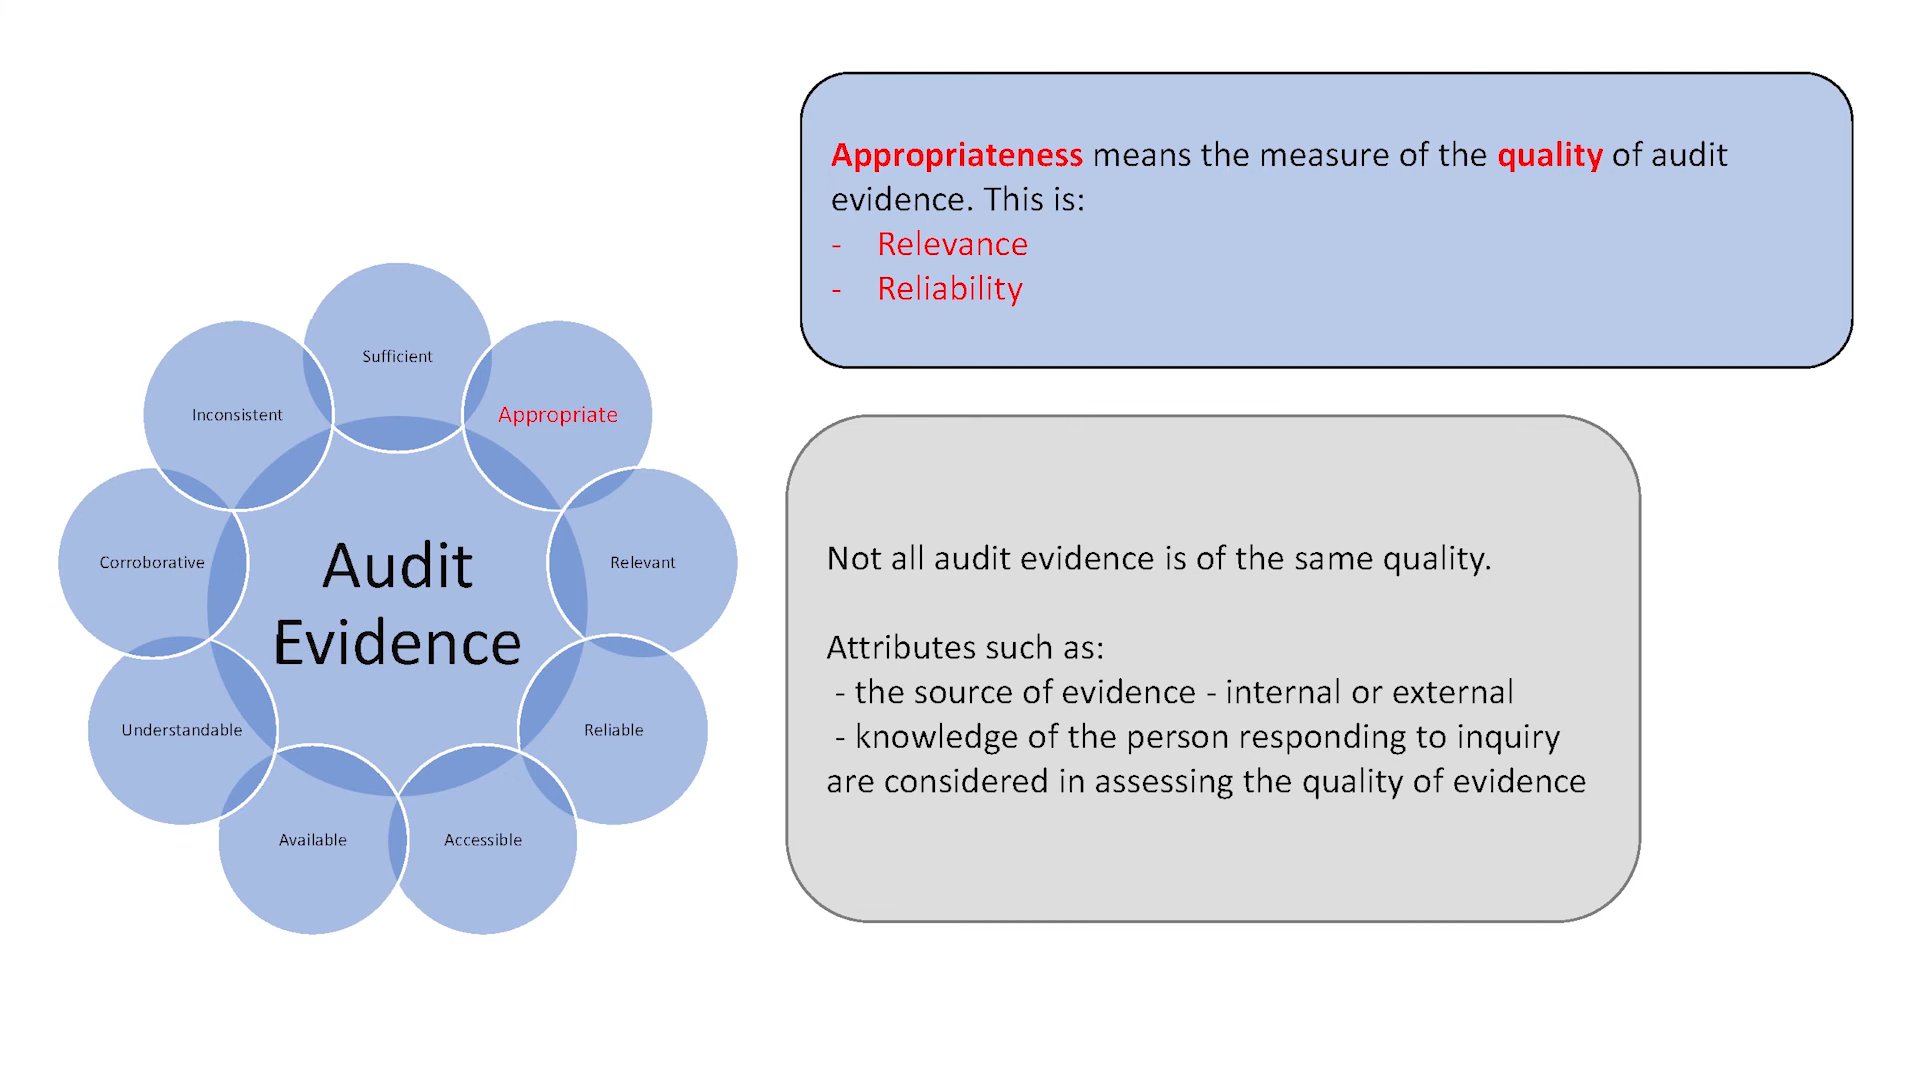 Appropriateness means the measure of the quality of audit
evidence. This is:
- Relevance
- Reliability
Sufficient
Inconsistent
Appropriate
Corroborative
Relevant
Audit
Evidence
Understandable
Reliable
Available
Accessible
Not all audit evidence is of the same quality.
Attributes such as:
- the source of evidence - internal or external
- knowledge of the person responding to inquiry
are considered in assessing the quality of evidence